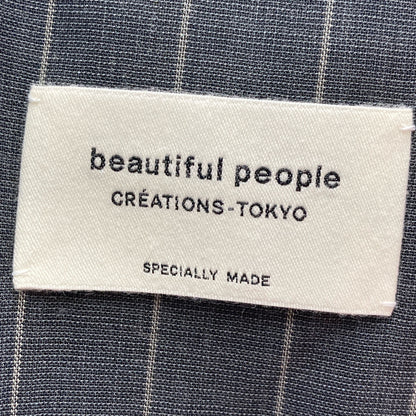 beautiful people
CRÉATIONS-TOKYO
SPECIALLY MADE